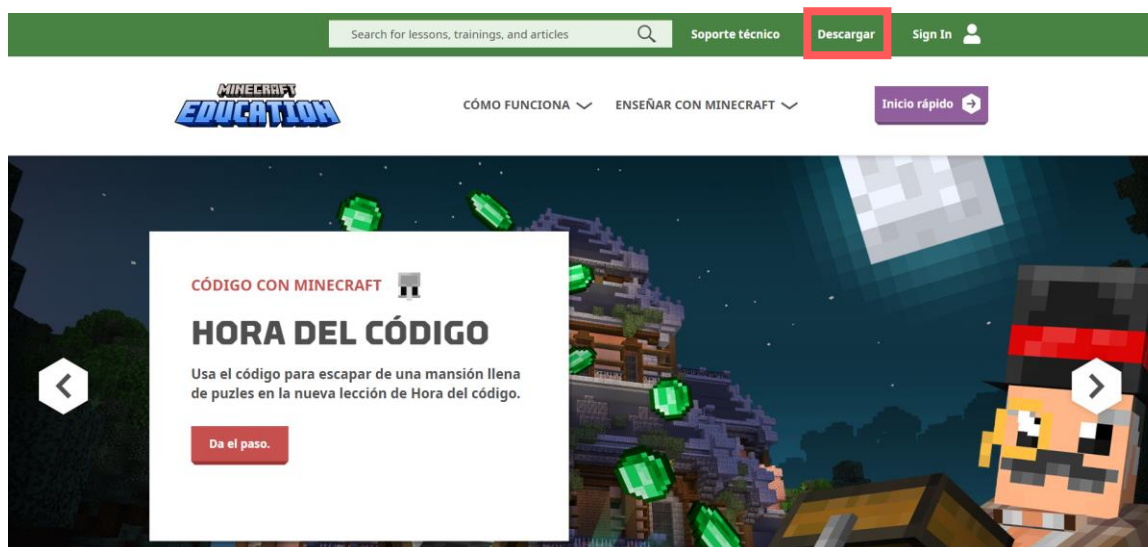 Search for lessons, trainings, and articles
Soporte técnico
Descargar
Sign In
MINECRAFT
EDUCATION
CÓMO FUNCIONA
ENSEÑAR CON MINECRAFT
Inicio rápido
CÓDIGO CON MINECRAFT
HORA DEL CÓDIGO
Usa el código para escapar de una mansión llena
de puzles en la nueva lección de Hora del código.
Da el paso.